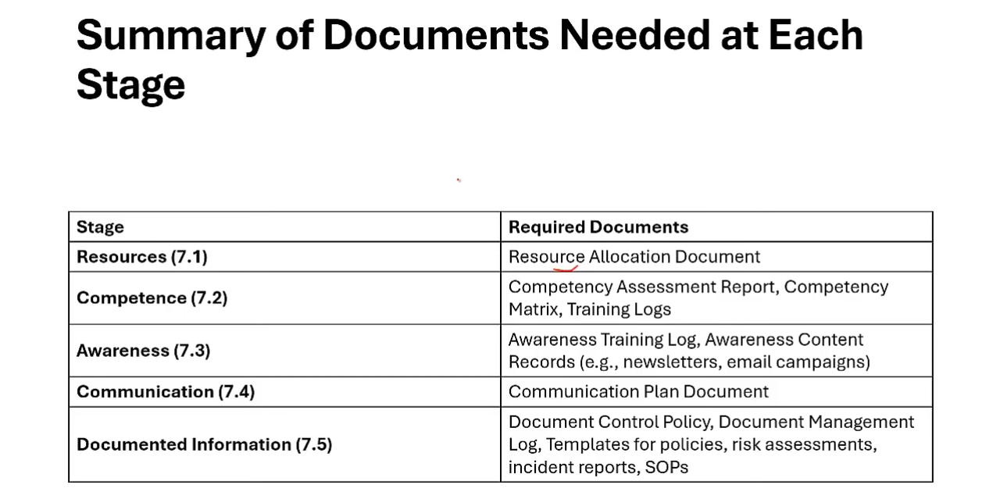 Summary of Documents Needed at Each
Stage
Stage
Required Documents
Resources (7.1)
Resource Allocation Document
Competence (7.2)
Competency Assessment Report, Competency
Matrix, Training Logs
Awareness (7.3)
Awareness Training Log, Awareness Content
Records (e.g., newsletters, email campaigns)
Communication (7.4)
Communication Plan Document
Documented Information (7.5)
Document Control Policy, Document Management
Log, Templates for policies, risk assessments,
incident reports, SOPs